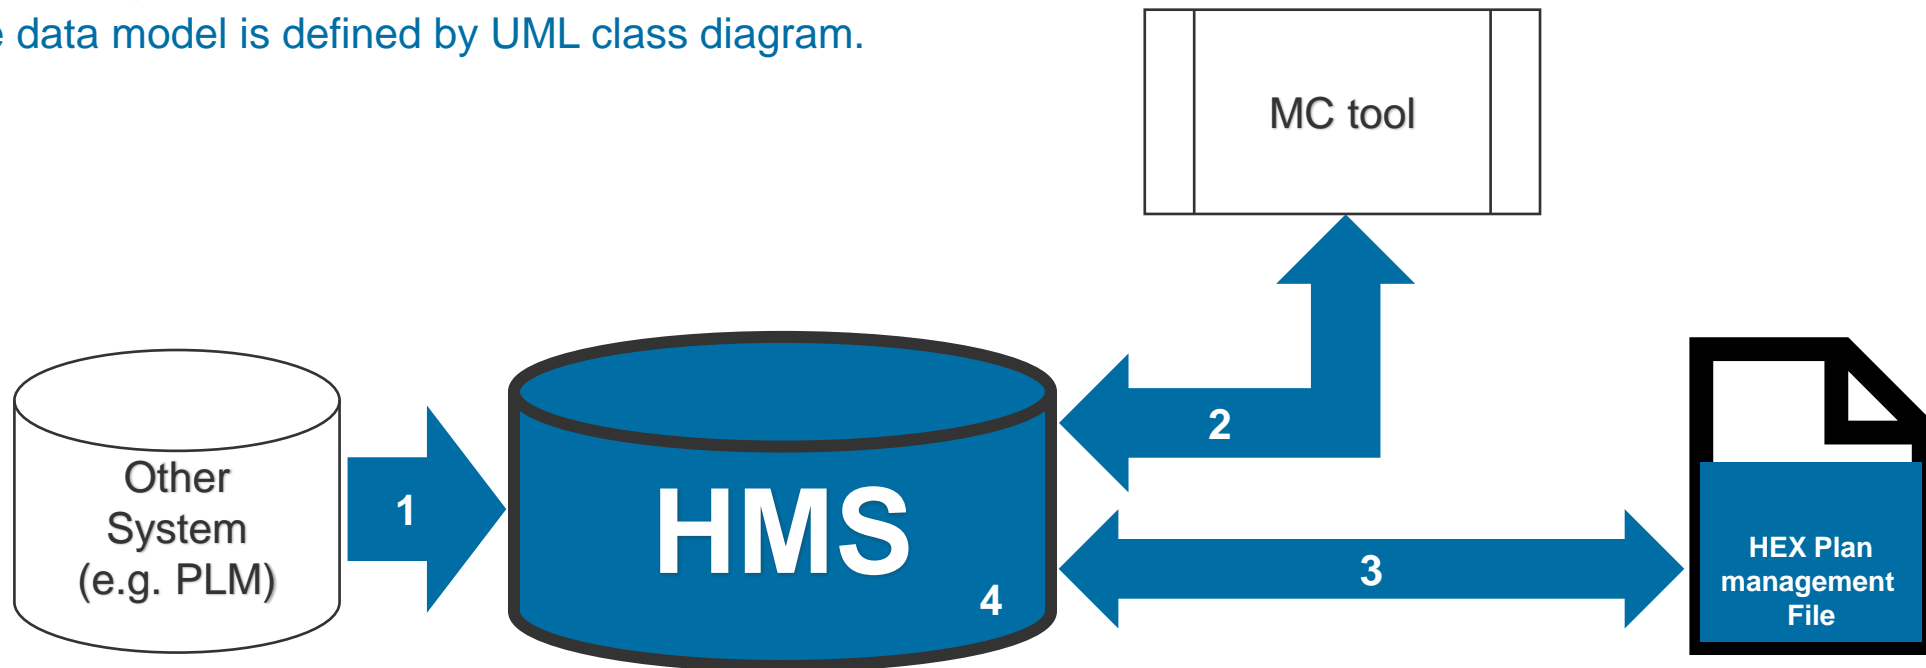 e data model is defined by UML class diagram.
MC tool
Other
System
(e.g. PLM)
1
HMS
4
2
3
HEX Plan
management
File